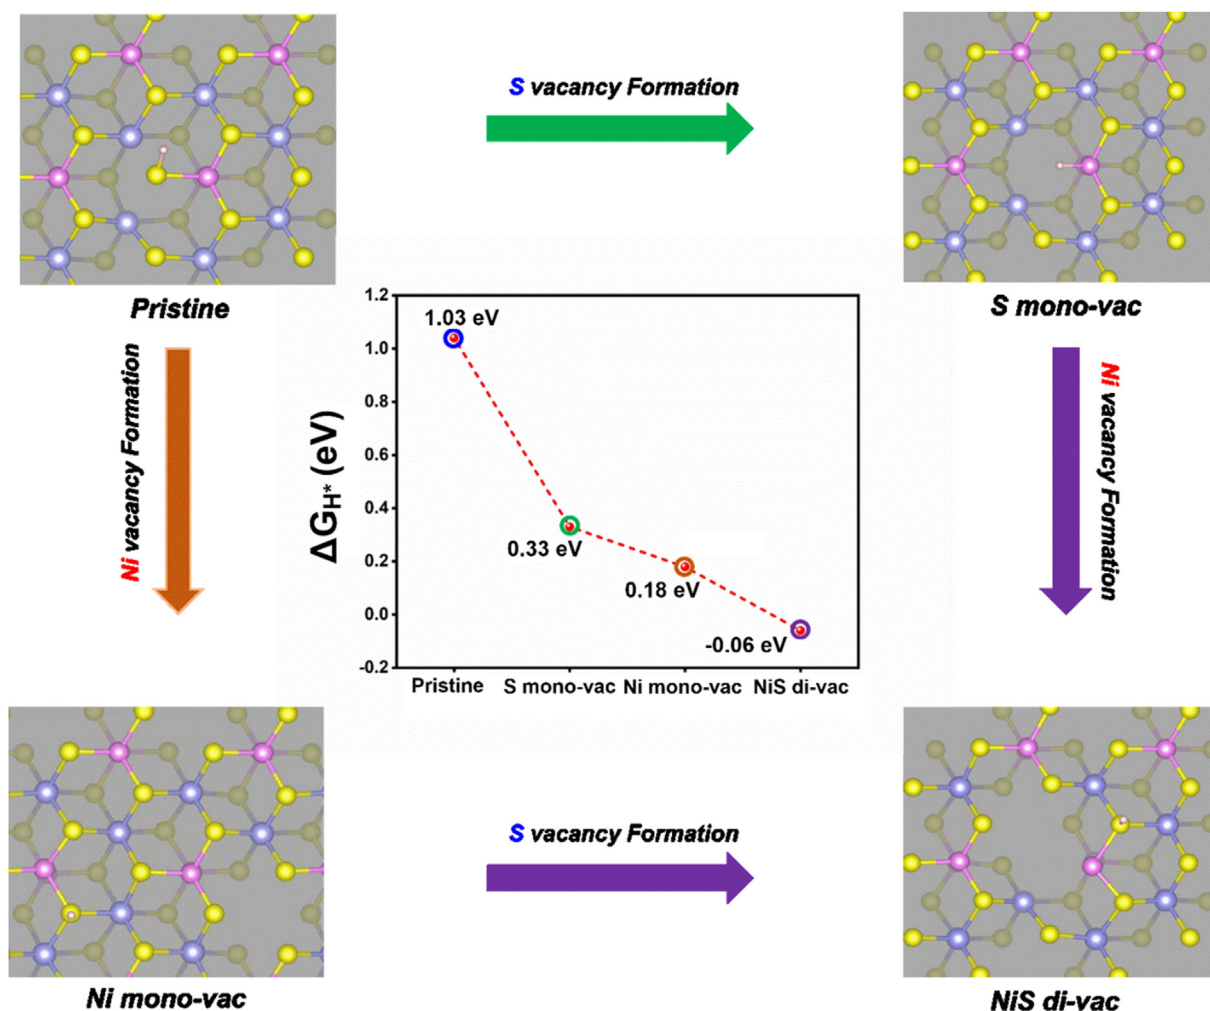 S vacancy Formation
Pristine
S mono-vac
Ni vacancy Formation
Ni vacancy Formation
1.2
1.0
0.8
0.6
0.4
0.2
0.0
-0.2
ΔG_H* (eV)
1.03 eV
0.33 eV
0.18 eV
-0.06 eV
Pristine S mono-vac Ni mono-vac NiS di-vac
S vacancy Formation
Ni mono-vac
NiS di-vac